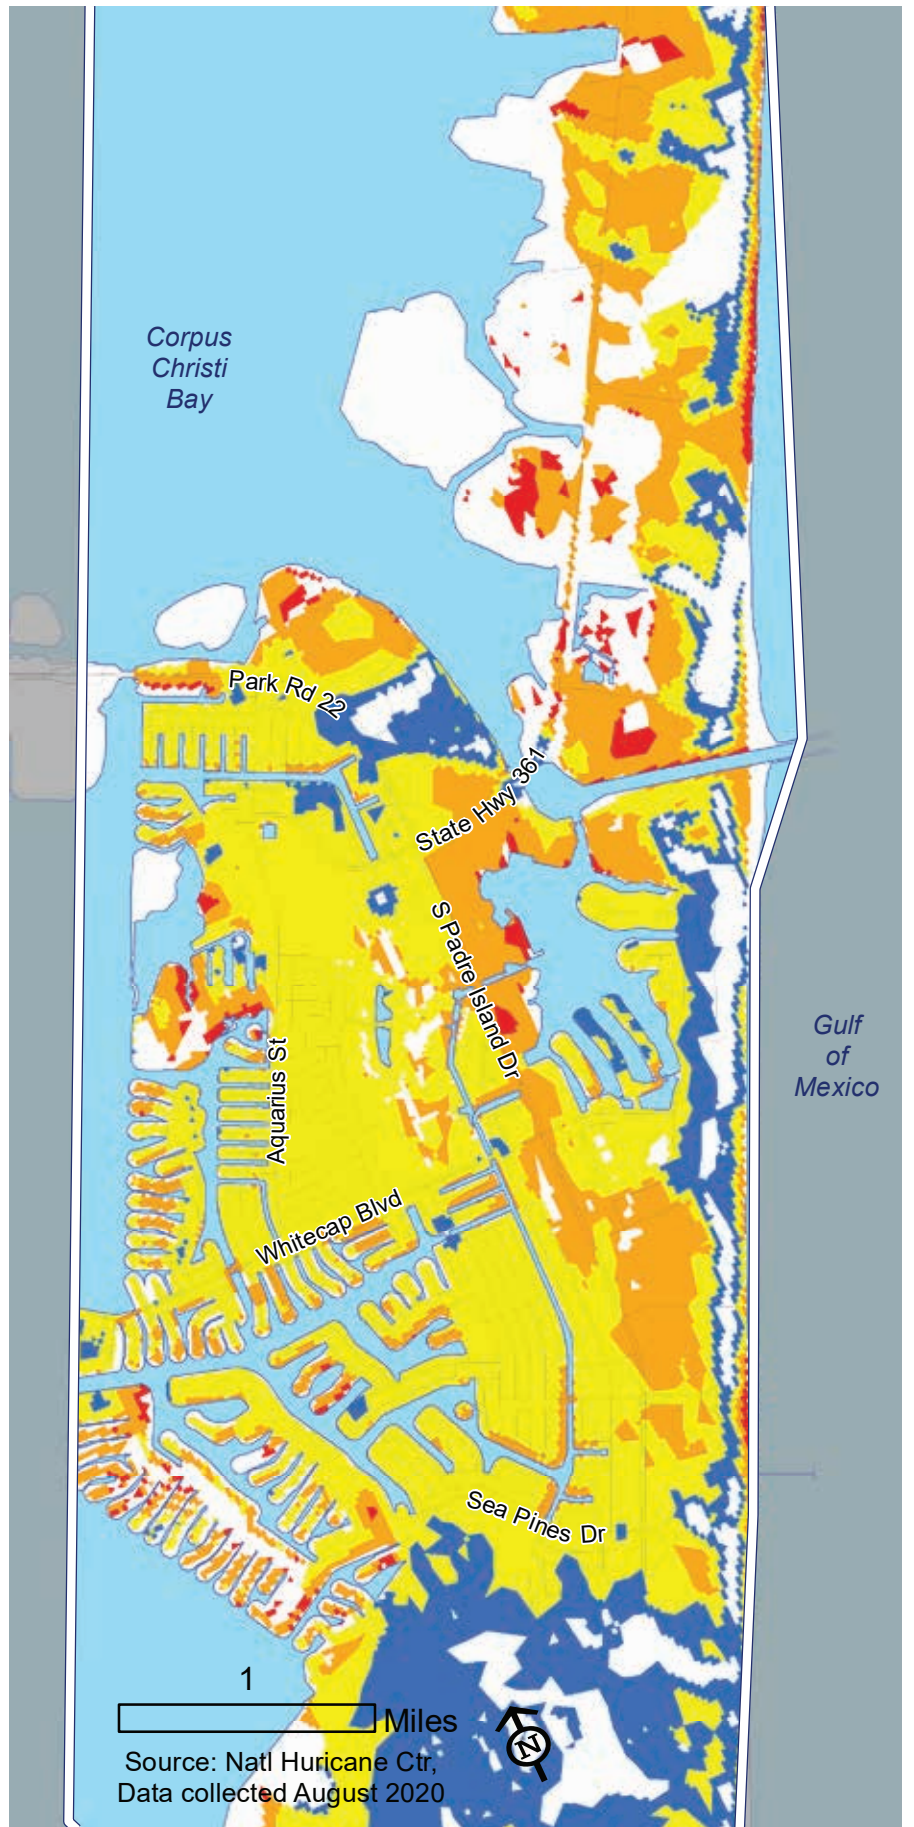 Corpus
Christi
Bay
Park Rd 22
State Hwy 361
S Padre Island Dr
Gulf
of
Mexico
Aquarius St
Whitecap Blvd
Sea Pines Dr
1
Miles
N
Source: Natl Huricane Ctr,
Data collected August 2020